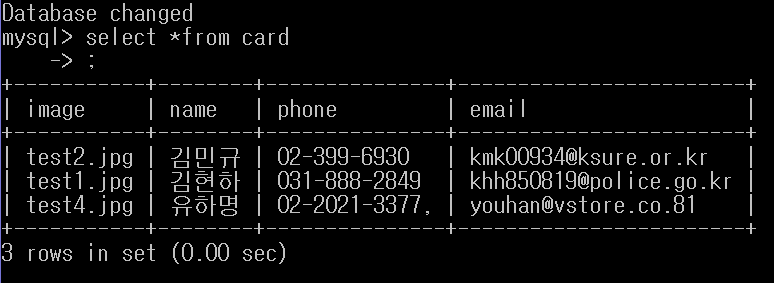 Database changed
mysql> select *from card
    -> ;
+-----------+--------+---------------+------------------------+
| image     | name   | phone         | email                  |
+-----------+--------+---------------+------------------------+
| test2.jpg | 김민규 | 02-399-6930   | kmk00934@ksure.or.kr   |
| test1.jpg | 김현하 | 031-888-2849  | khh850819@police.go.kr |
| test4.jpg | 유하명 | 02-2021-3377, | youhan@vstore.co.81    |
+-----------+--------+---------------+------------------------+
3 rows in set (0.00 sec)